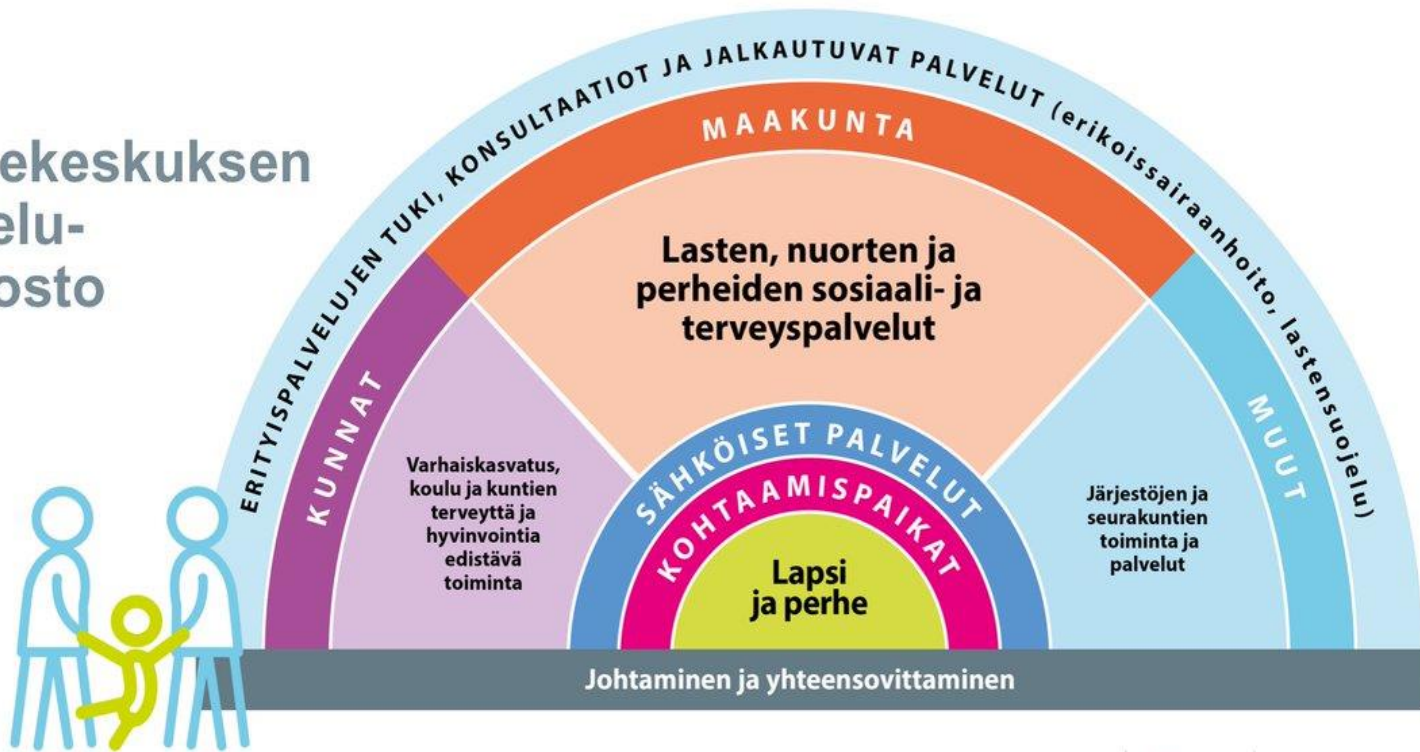 ekeskuksen
elu-
osto
ERITYISPALVELUJEN TUKI, KONSULTAATIOT JA JALKAUTUVAT PALVELUT (erikoissairaanhoito, lastensuojelu)
MAAKUNTA
KUNNAT
MUUT
Lasten, nuorten ja
perheiden sosiaali- ja
terveyspalvelut
Varhaiskasvatus,
koulu ja kuntien
terveyttä ja
hyvinvointia
edistävä
toiminta
Järjestöjen ja
seurakuntien
toiminta ja
palvelut
SÄHKÖISET PALVELUT
KOHTAAMISPAIKAT
Lapsi
ja perhe
Johtaminen ja yhteensovittaminen